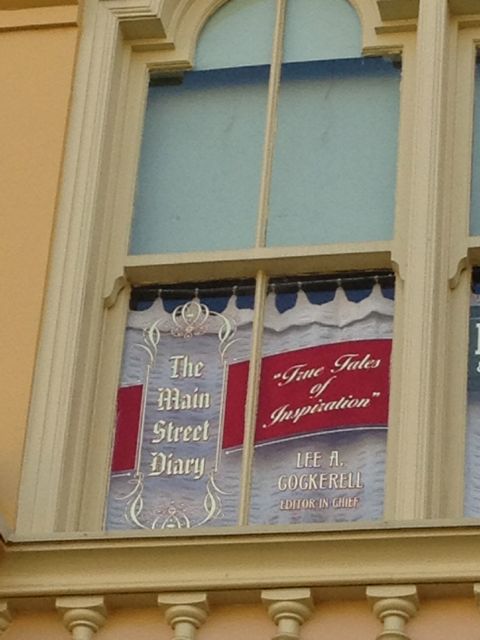 The
Main
Street
Diary
"True Tales
of
Inspiration"
LEE A.
COCKERELL
EDITOR IN CHIEF